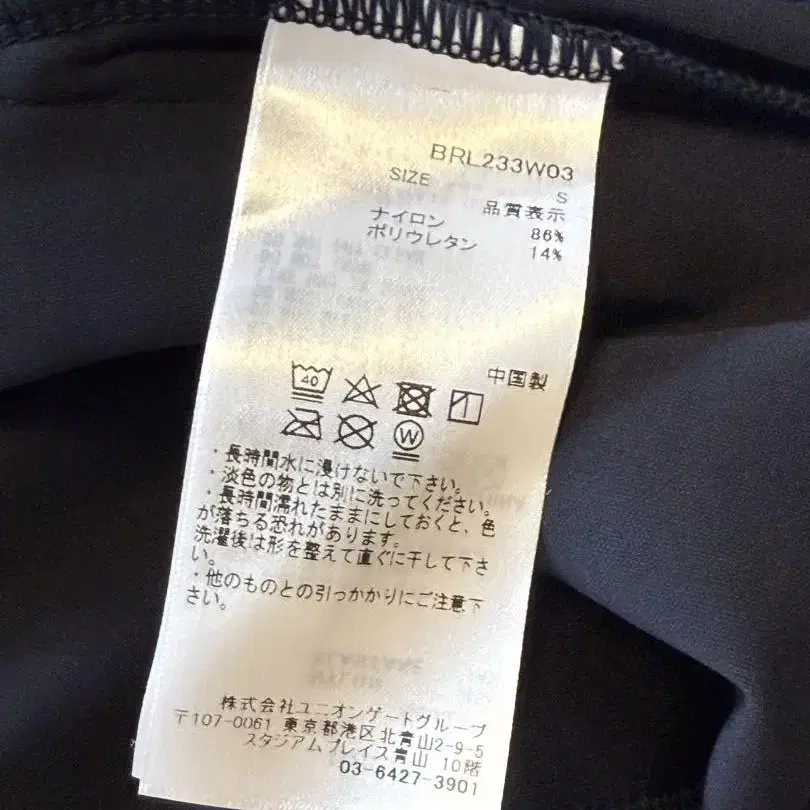 BRL233W03
SIZE S
品質表示
ナイロン 86%
ポリウレタン 14%
中国製
40
W
・長時間水に浸けないで下さい。
・淡色の物とは別に洗ってください。
・長時間濡れたままにしておくと、色
が落ちる恐れがあります。
洗濯後は形を整えて直ぐに干して下さ
い。
・他のものとの引っかかりにご注意下
さい。
株式会社ユニオンゲートグループ
〒107-0061 東京都港区北青山2-9-5
スタジアムプレイス青山 10階
03-6427-3901